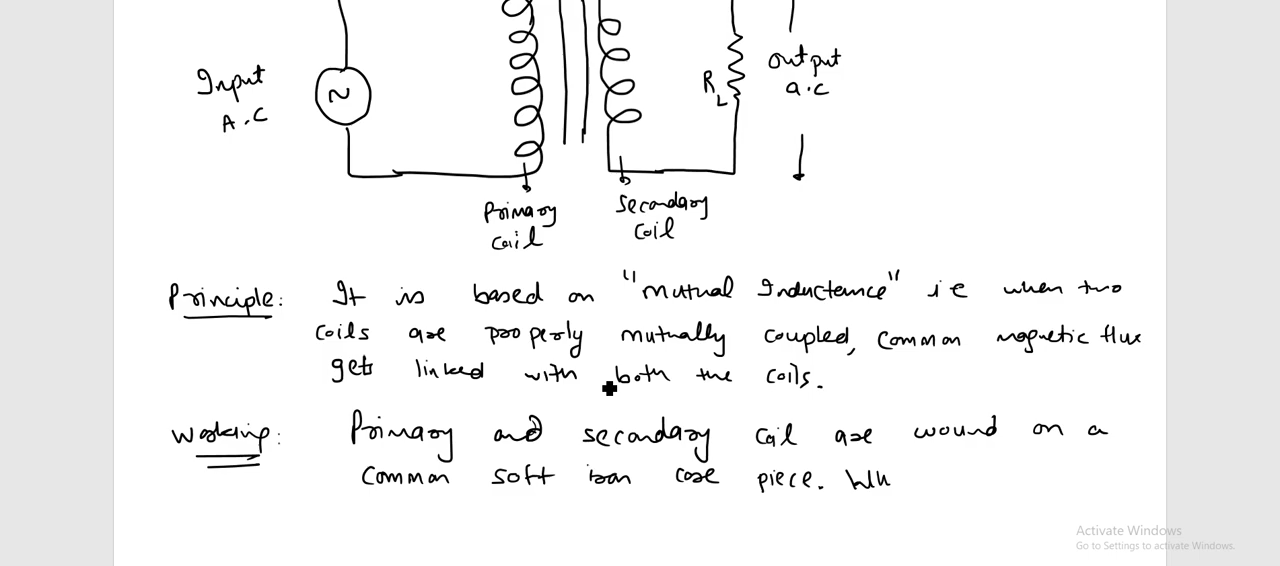 Input
A.C
N
RL
output
a.c
Primary
coil
Secondary
coil
Principle: It is based on "Mutual Inductance" i.e when two
coils are properly mutually coupled, common magnetic flux
gets linked with both the coils.
Working: Primary and secondary coil are wound on a
common soft iron core piece. Wh
Activate Windows
Go to Settings to activate Windows.